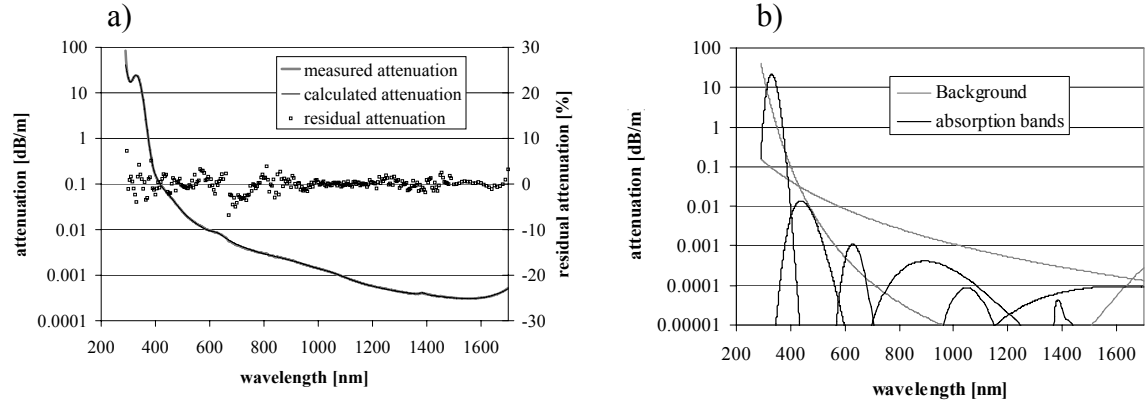 a)
100
10
1
0.1
0.01
0.001
0.0001
attenuation [dB/m]
30
20
10
0
-10
-20
-30
residual attenuation [%]
measured attenuation
calculated attenuation
residual attenuation
200 400 600 800 1000 1200 1400 1600
wavelength [nm]
b)
100
10
1
0.1
0.01
0.001
0.0001
0.00001
attenuation [dB/m]
Background
absorption bands
200 400 600 800 1000 1200 1400 1600
wavelength [nm]